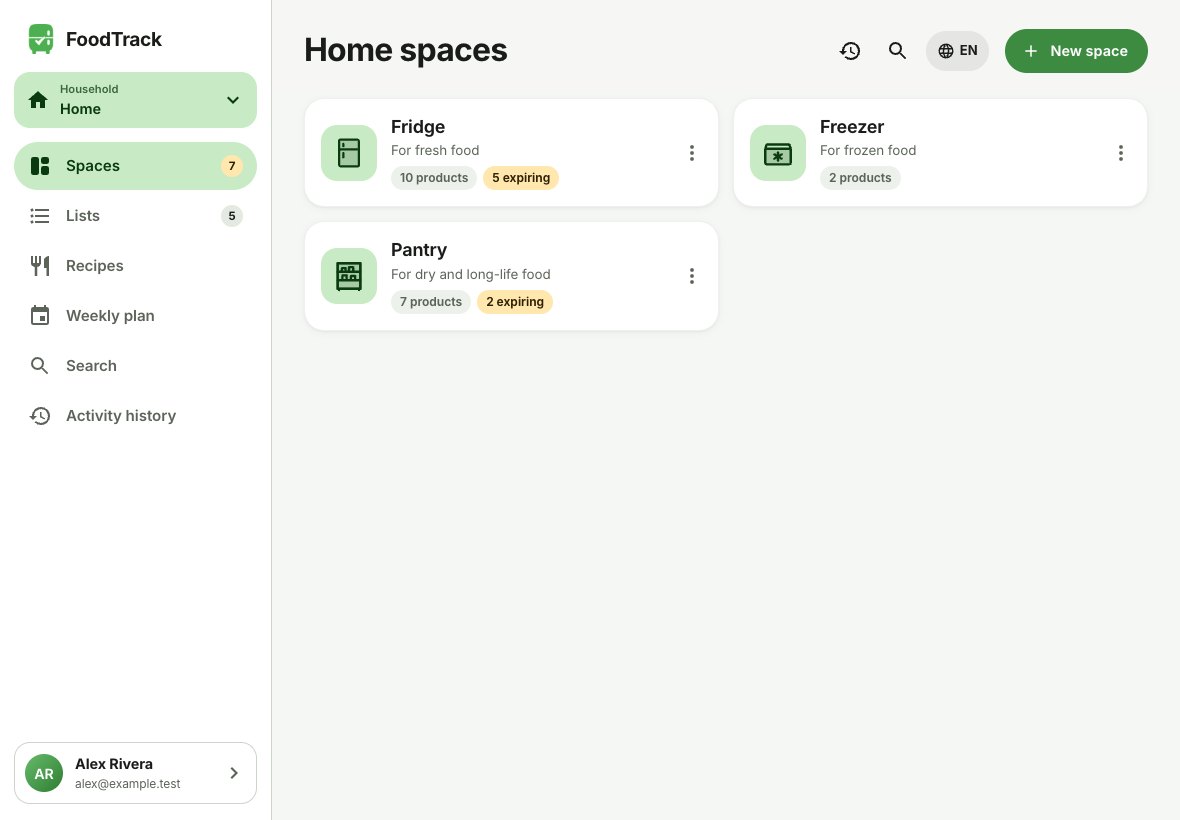 FoodTrack
Household
Home
Spaces 7
Lists 5
Recipes
Weekly plan
Search
Activity history
AR
Alex Rivera
alex@example.test
Home spaces
EN
New space
Fridge
For fresh food
10 products 5 expiring
Freezer
For frozen food
2 products
Pantry
For dry and long-life food
7 products 2 expiring